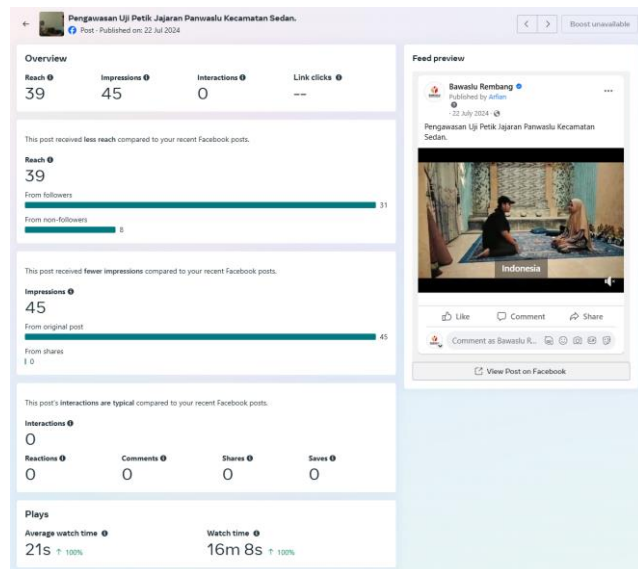 Pengawasan Uji Petik Jajaran Panwaslu Kecamatan Sedan.
Post · Published on: 22 Jul 2024
Boost unavailable
Overview
Reach
Impressions
Interactions
Link clicks
39
45
0
--
This post received less reach compared to your recent Facebook posts.
Reach
39
From followers
31
From non-followers
8
This post received fewer impressions compared to your recent Facebook posts.
Impressions
45
From original post
45
From shares
0
This post's interactions are typical compared to your recent Facebook posts.
Interactions
0
Reactions
Comments
Shares
Saves
0
0
0
0
Plays
Average watch time
Watch time
21s ↑ 100%
16m 8s ↑ 100%
Feed preview
Bawaslu Rembang
Published by Arfian
· 22 July 2024 ·
Pengawasan Uji Petik Jajaran Panwaslu Kecamatan
Sedan.
Indonesia
Like
Comment
Share
Comment as Bawaslu R...
View Post on Facebook